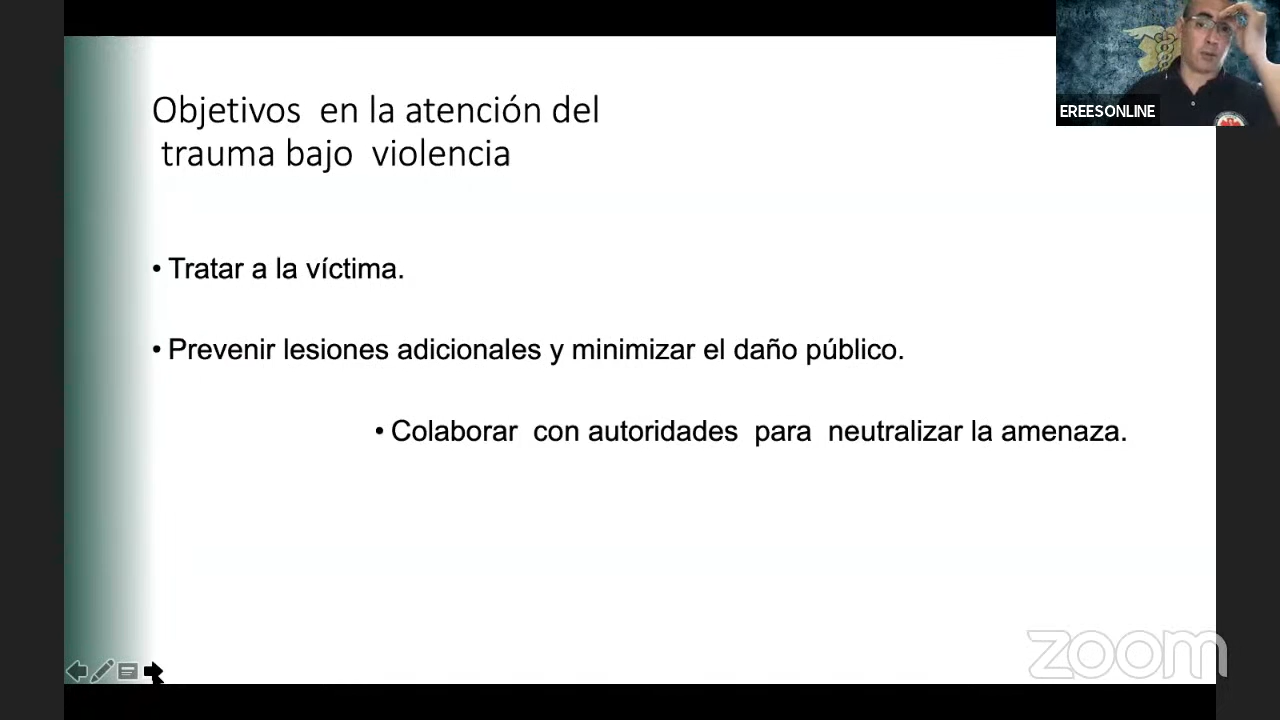 EREESONLINE
Objetivos en la atención del
trauma bajo violencia
• Tratar a la víctima.
• Prevenir lesiones adicionales y minimizar el daño público.
• Colaborar con autoridades para neutralizar la amenaza.
zoom